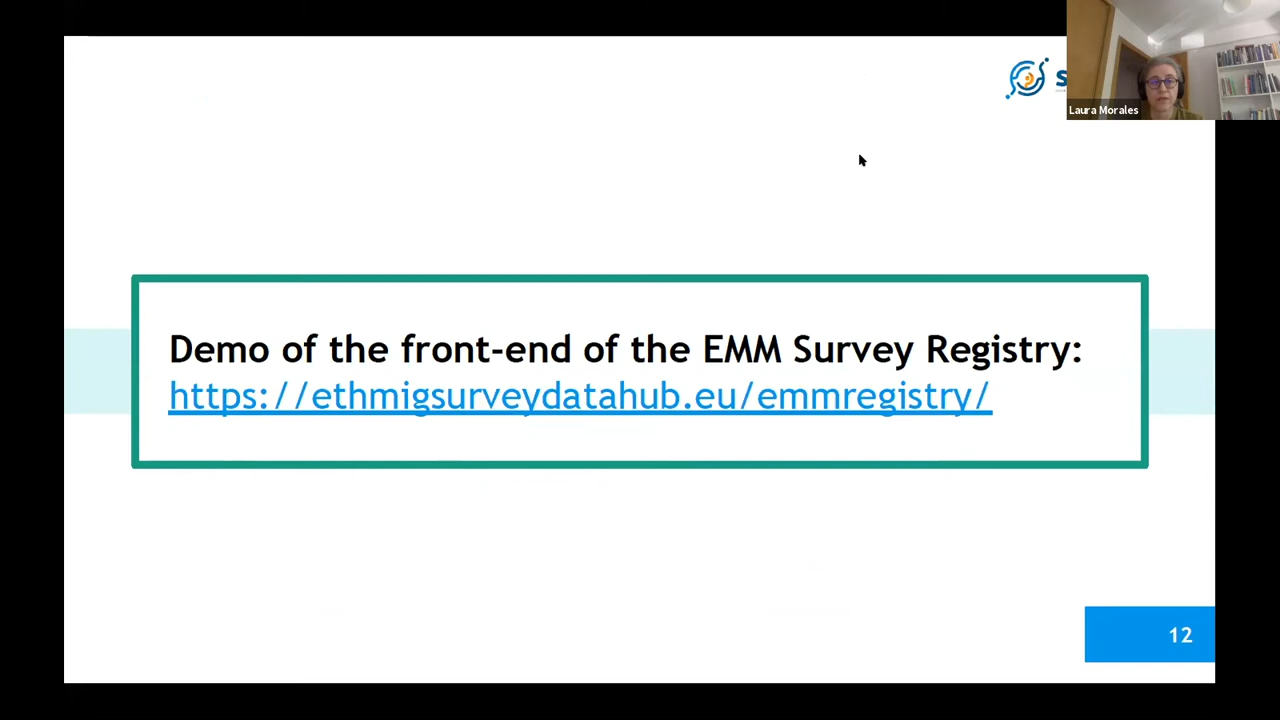 Laura Morales
Demo of the front-end of the EMM Survey Registry:
https://ethmigsurveydatahub.eu/emmregistry/
12